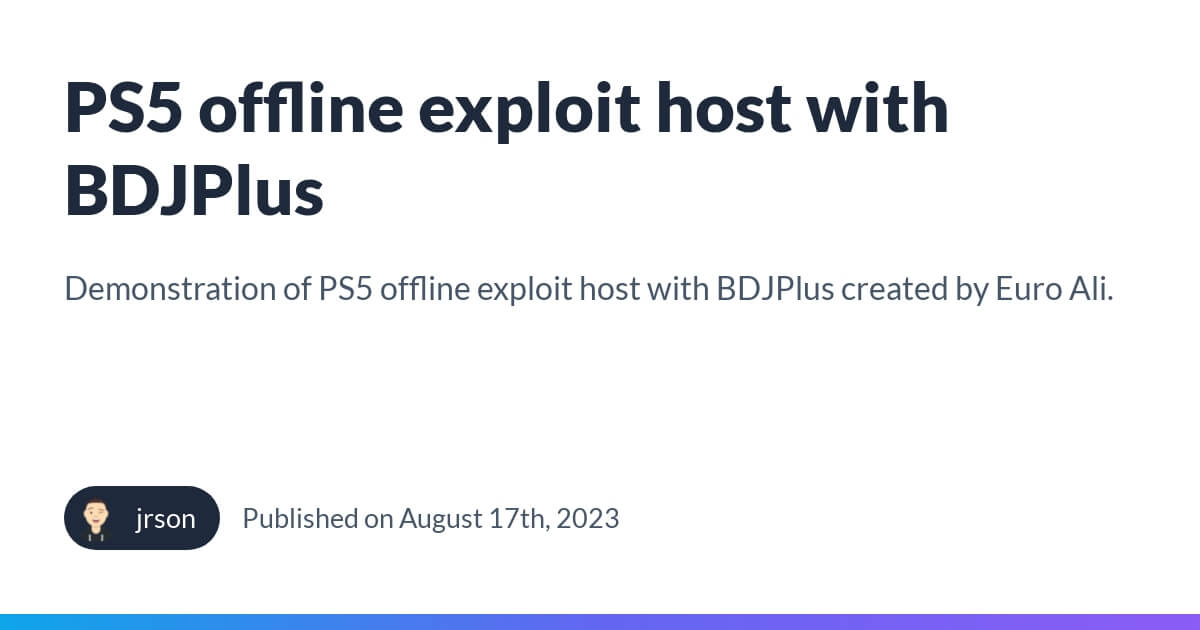 PS5 offline exploit host with
BDJPlus
Demonstration of PS5 offline exploit host with BDJPlus created by Euro Ali.
jrson Published on August 17th, 2023